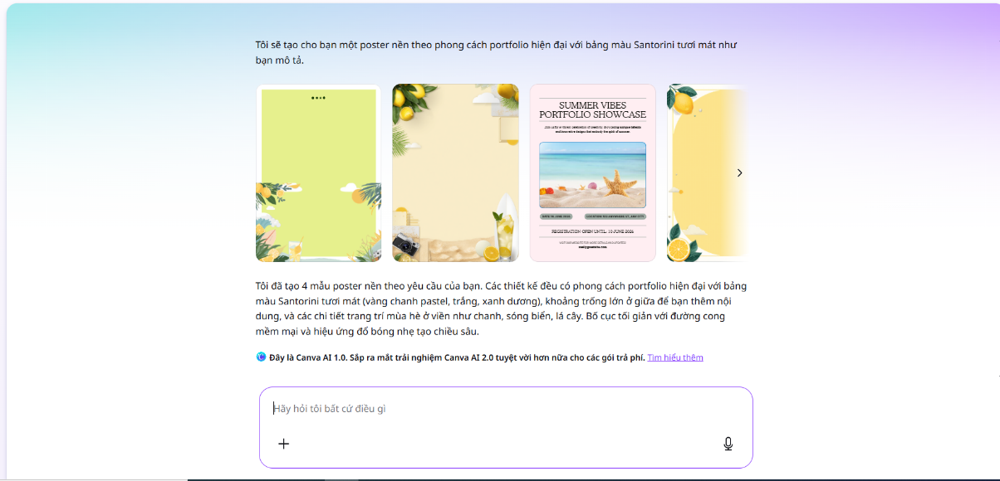 Tôi sẽ tạo cho bạn một poster nền theo phong cách portfolio hiện đại với bảng màu Santorini tươi mát như
bạn mô tả.
SUMMER VIBES
PORTFOLIO SHOWCASE
REGISTRATION OPEN UNTIL: 10 JUNE 2026
Tôi đã tạo 4 mẫu poster nền theo yêu cầu của bạn. Các thiết kế đều có phong cách portfolio hiện đại với bảng
màu Santorini tươi mát (vàng chanh pastel, trắng, xanh dương), khoảng trống lớn ở giữa để bạn thêm nội
dung, và các chi tiết trang trí mùa hè ở viền như chanh, sóng biển, lá cây. Bố cục tối giản với đường cong
mềm mại và hiệu ứng đổ bóng nhẹ tạo chiều sâu.
Đây là Canva AI 1.0. Sắp ra mắt trải nghiệm Canva AI 2.0 tuyệt vời hơn nữa cho các gói trả phí. Tìm hiểu thêm
Hãy hỏi tôi bất cứ điều gì